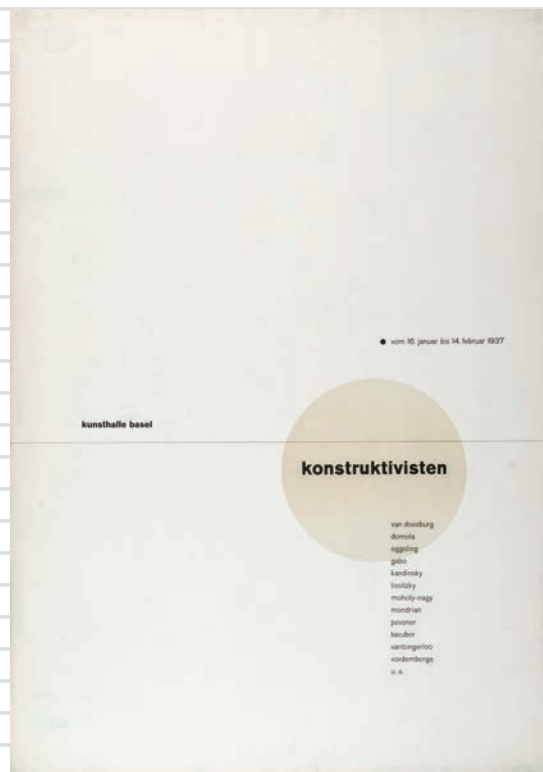 vom 16. januar bis 14. februar 1937
kunsthalle basel
konstruktivisten
van doesburg
domela
eggeling
gabo
kandinsky
lissitzky
moholy-nagy
mondrian
pevsner
taeuber
vantongerloo
vordemberge
u. a.